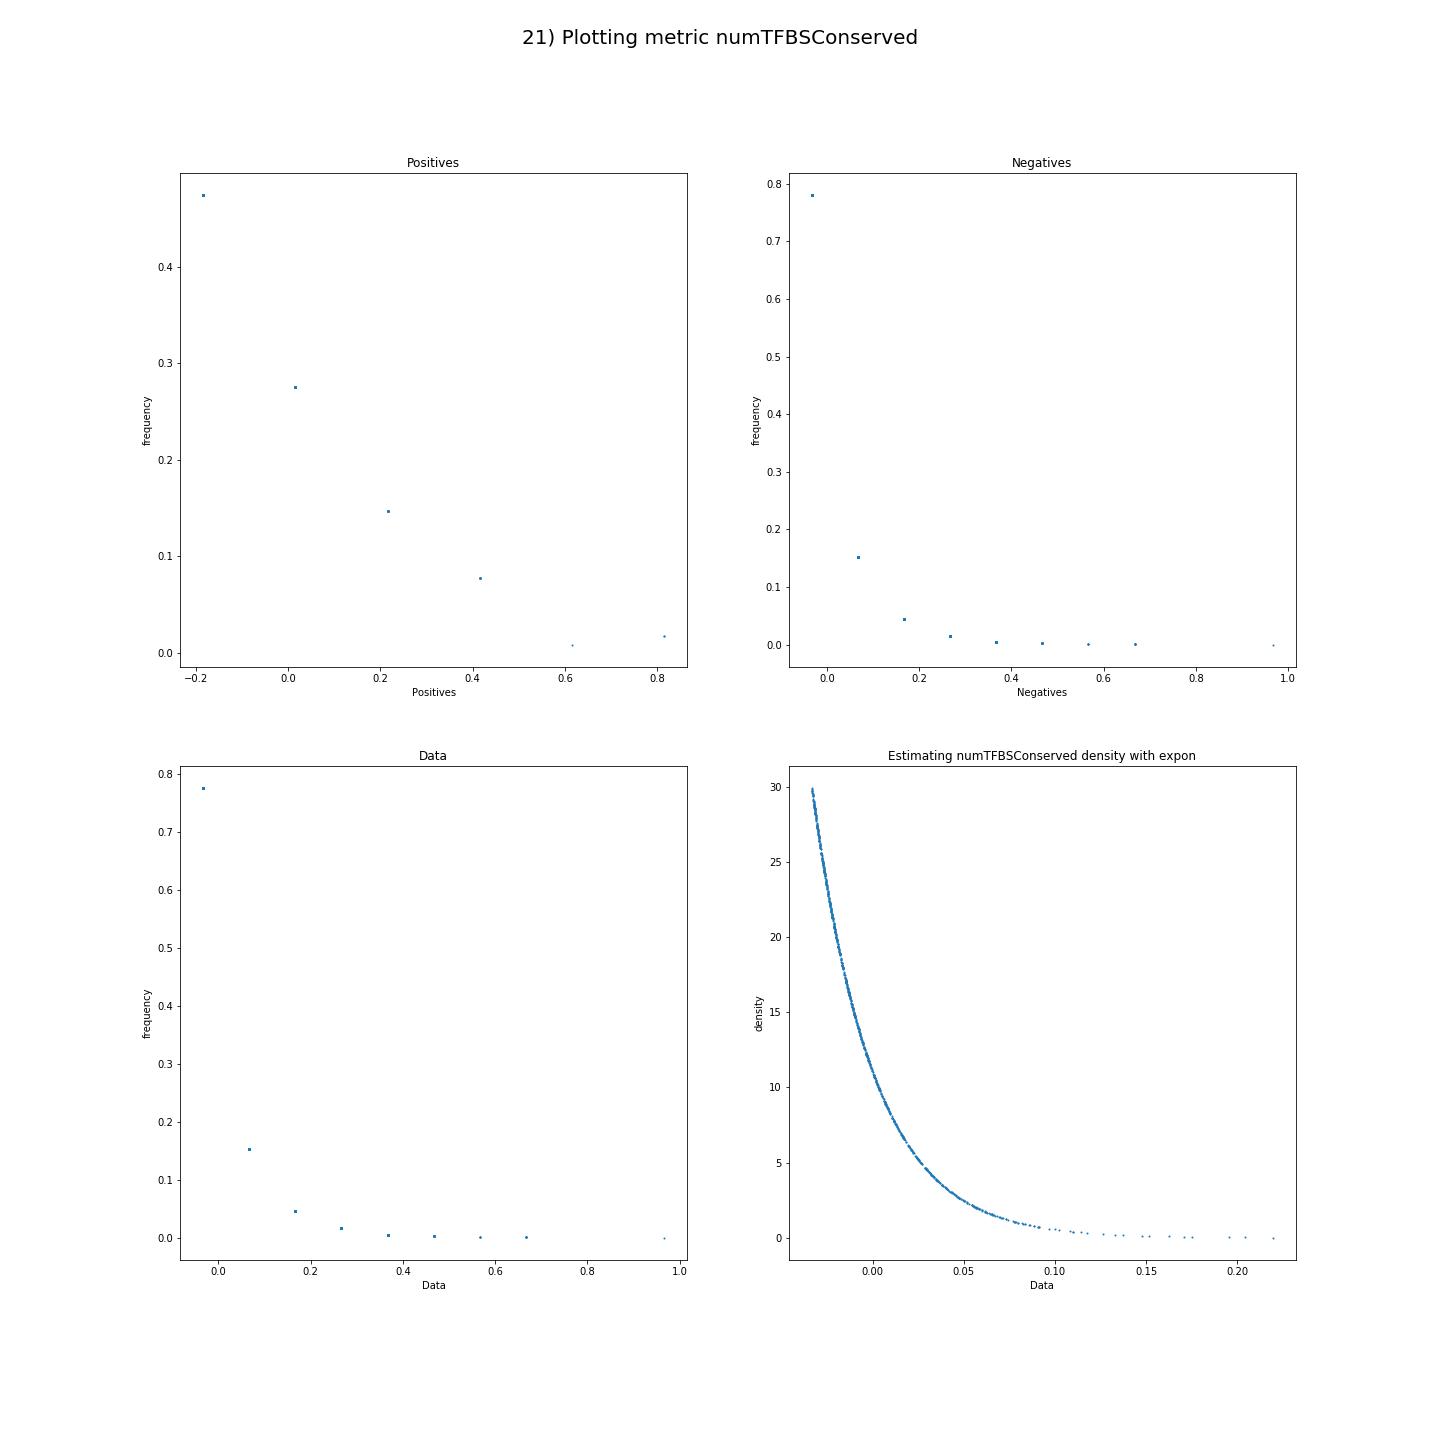 21) Plotting metric numTFBSConserved
Positives
frequency
0.4
0.3
0.2
0.1
0.0
−0.2 0.0 0.2 0.4 0.6 0.8
Positives
Negatives
frequency
0.8
0.7
0.6
0.5
0.4
0.3
0.2
0.1
0.0
0.0 0.2 0.4 0.6 0.8 1.0
Negatives
Data
frequency
0.8
0.7
0.6
0.5
0.4
0.3
0.2
0.1
0.0
0.0 0.2 0.4 0.6 0.8 1.0
Data
Estimating numTFBSConserved density with expon
density
30
25
20
15
10
5
0
0.00 0.05 0.10 0.15 0.20
Data